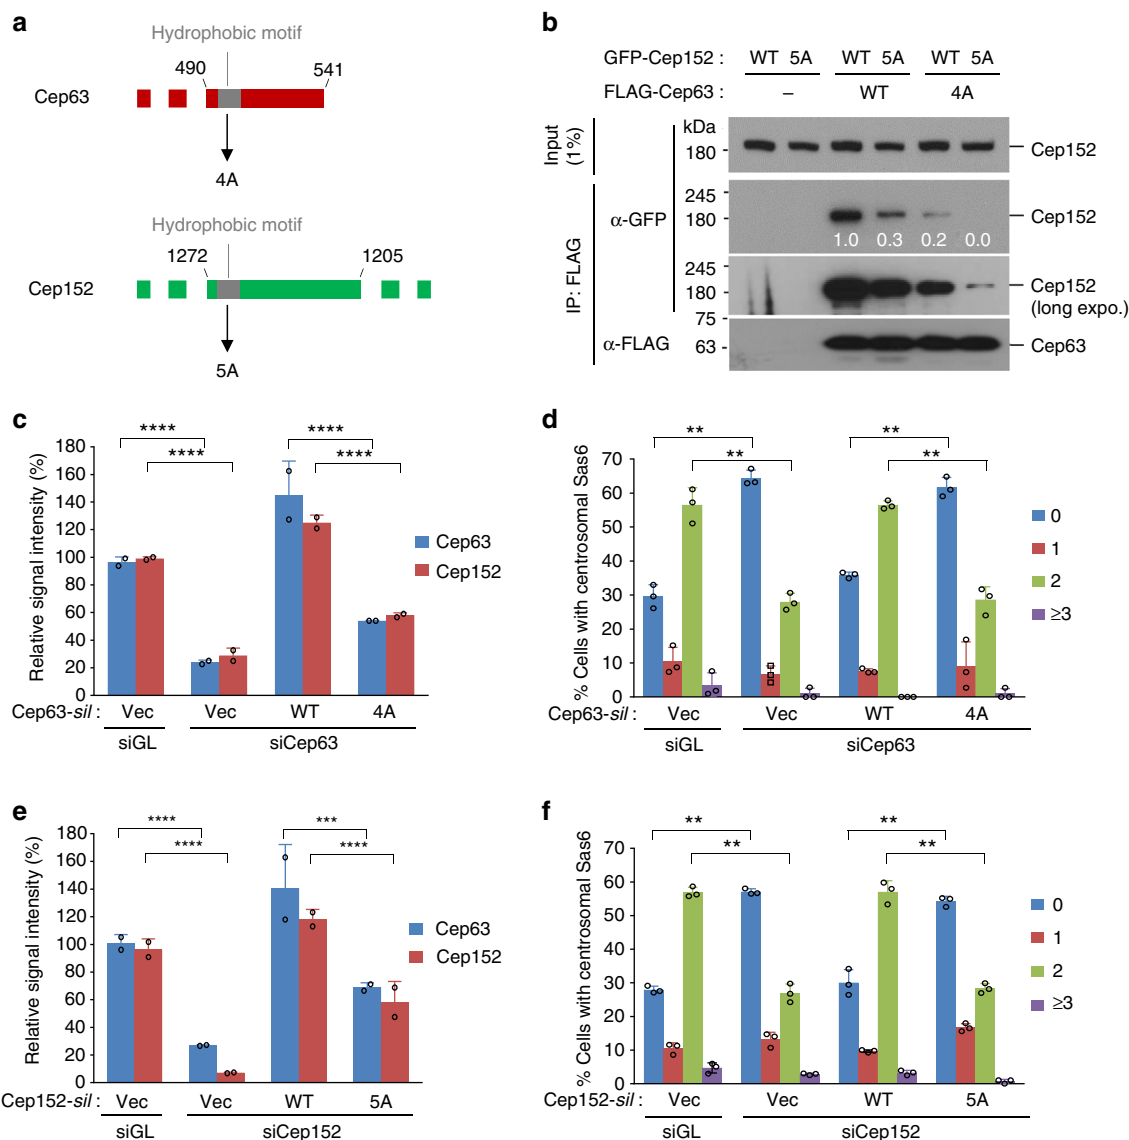 a
Hydrophobic motif
490
541
Cep63
4A
Hydrophobic motif
1272
1205
Cep152
5A
b
GFP-Cep152 : WT 5A WT 5A WT 5A
FLAG-Cep63 : – WT 4A
Input (1%)
kDa
180
Cep152
IP: FLAG
α-GFP
245
180
Cep152
1.0 0.3 0.2 0.0
245
180
Cep152
(long expo.)
75
α-FLAG
63
Cep63
c
Relative signal intensity (%)
180
160
140
120
100
80
60
40
20
0
**** **** **** ****
Cep63
Cep152
Cep63-sil : Vec Vec WT 4A
siGL siCep63
d
% Cells with centrosomal Sas6
70
60
50
40
30
20
10
0
** ** ** **
0
1
2
≥3
Cep63-sil : Vec Vec WT 4A
siGL siCep63
e
Relative signal intensity (%)
180
160
140
120
100
80
60
40
20
0
**** **** *** ****
Cep63
Cep152
Cep152-sil : Vec Vec WT 5A
siGL siCep152
f
% Cells with centrosomal Sas6
70
60
50
40
30
20
10
0
** ** ** **
0
1
2
≥3
Cep152-sil : Vec Vec WT 5A
siGL siCep152